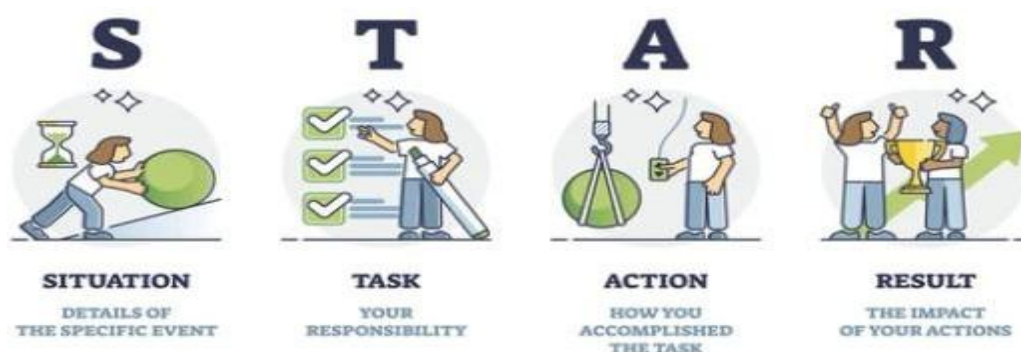 S T A R
SITUATION
DETAILS OF
THE SPECIFIC EVENT
TASK
YOUR
RESPONSIBILITY
ACTION
HOW YOU
ACCOMPLISHED
THE TASK
RESULT
THE IMPACT
OF YOUR ACTIONS